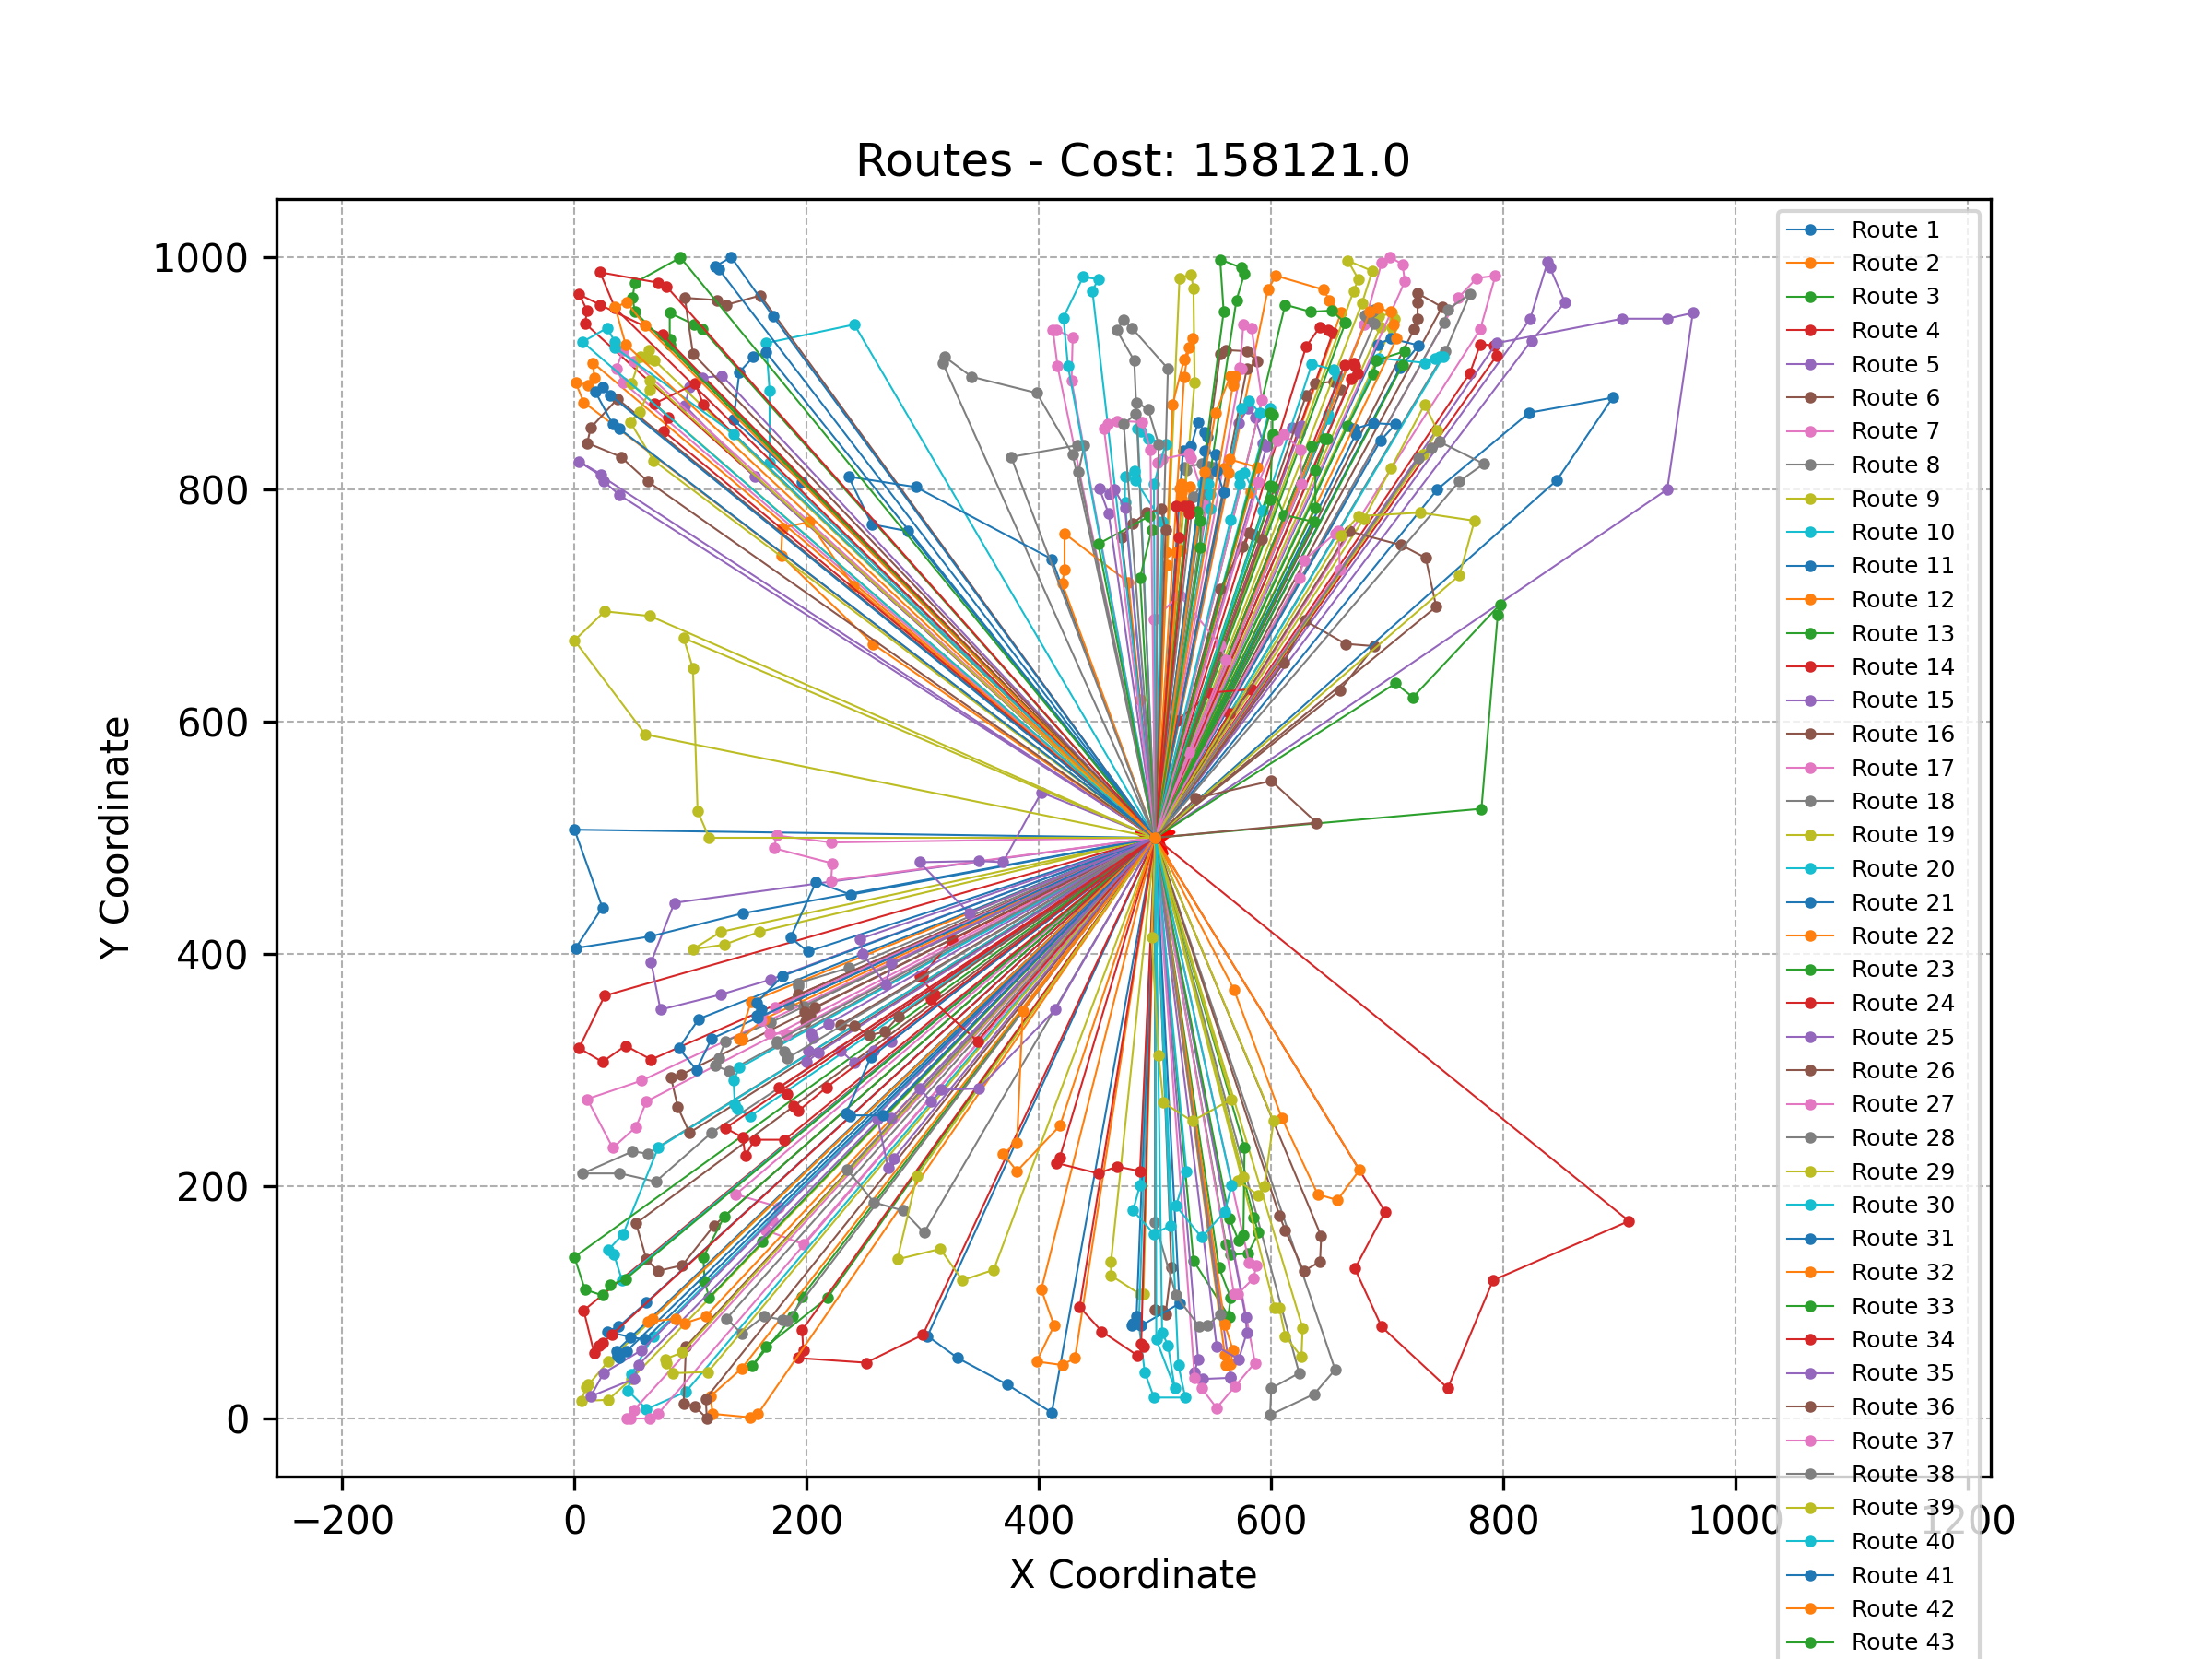 Routes - Cost: 158121.0
Y Coordinate
1000
800
600
400
200
0
−200 0 200 400 600 800 1000 1200
X Coordinate
Route 1
Route 2
Route 3
Route 4
Route 5
Route 6
Route 7
Route 8
Route 9
Route 10
Route 11
Route 12
Route 13
Route 14
Route 15
Route 16
Route 17
Route 18
Route 19
Route 20
Route 21
Route 22
Route 23
Route 24
Route 25
Route 26
Route 27
Route 28
Route 29
Route 30
Route 31
Route 32
Route 33
Route 34
Route 35
Route 36
Route 37
Route 38
Route 39
Route 40
Route 41
Route 42
Route 43